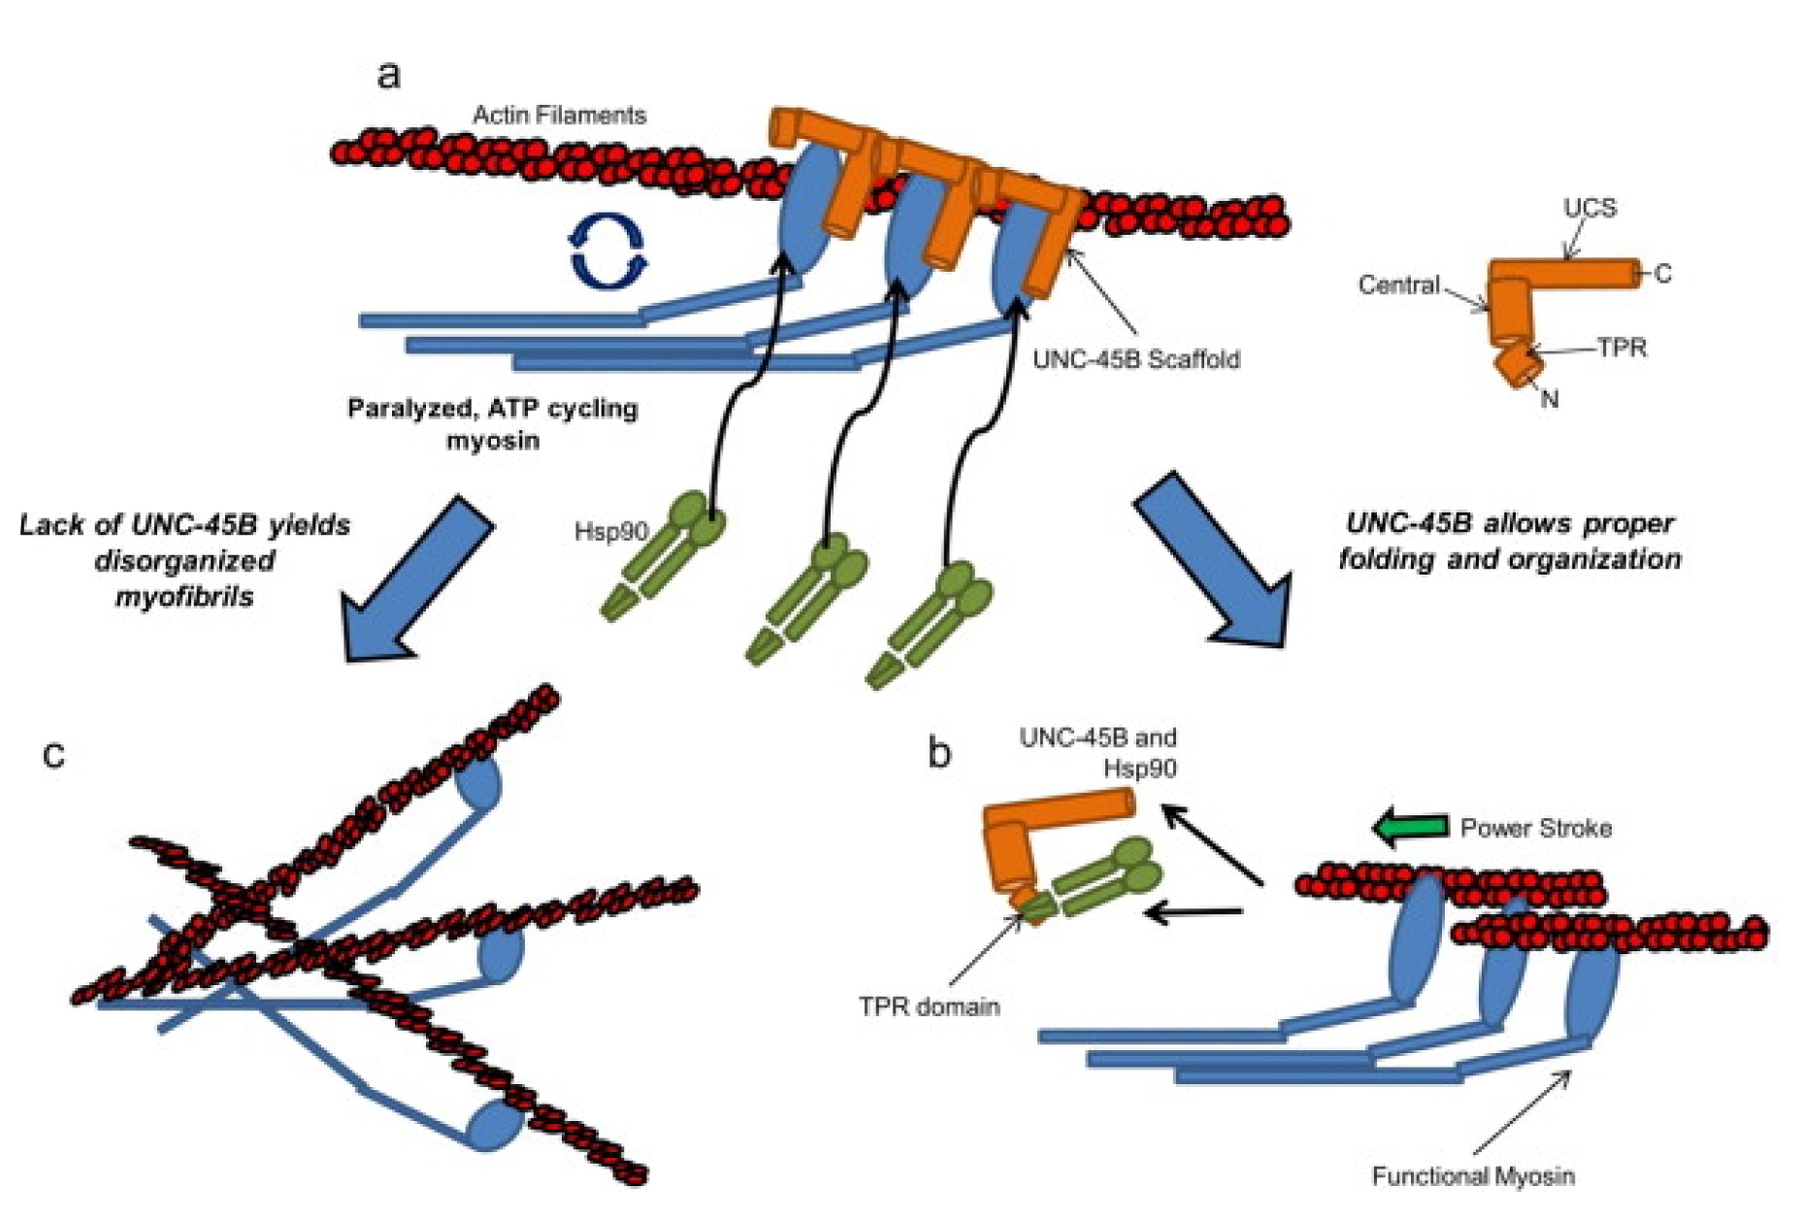 a
Actin Filaments
UCS
C
Central
TPR
N
UNC-45B Scaffold
Paralyzed, ATP cycling
myosin
Hsp90
Lack of UNC-45B yields
disorganized
myofibrils
UNC-45B allows proper
folding and organization
c
b
UNC-45B and
Hsp90
Power Stroke
TPR domain
Functional Myosin